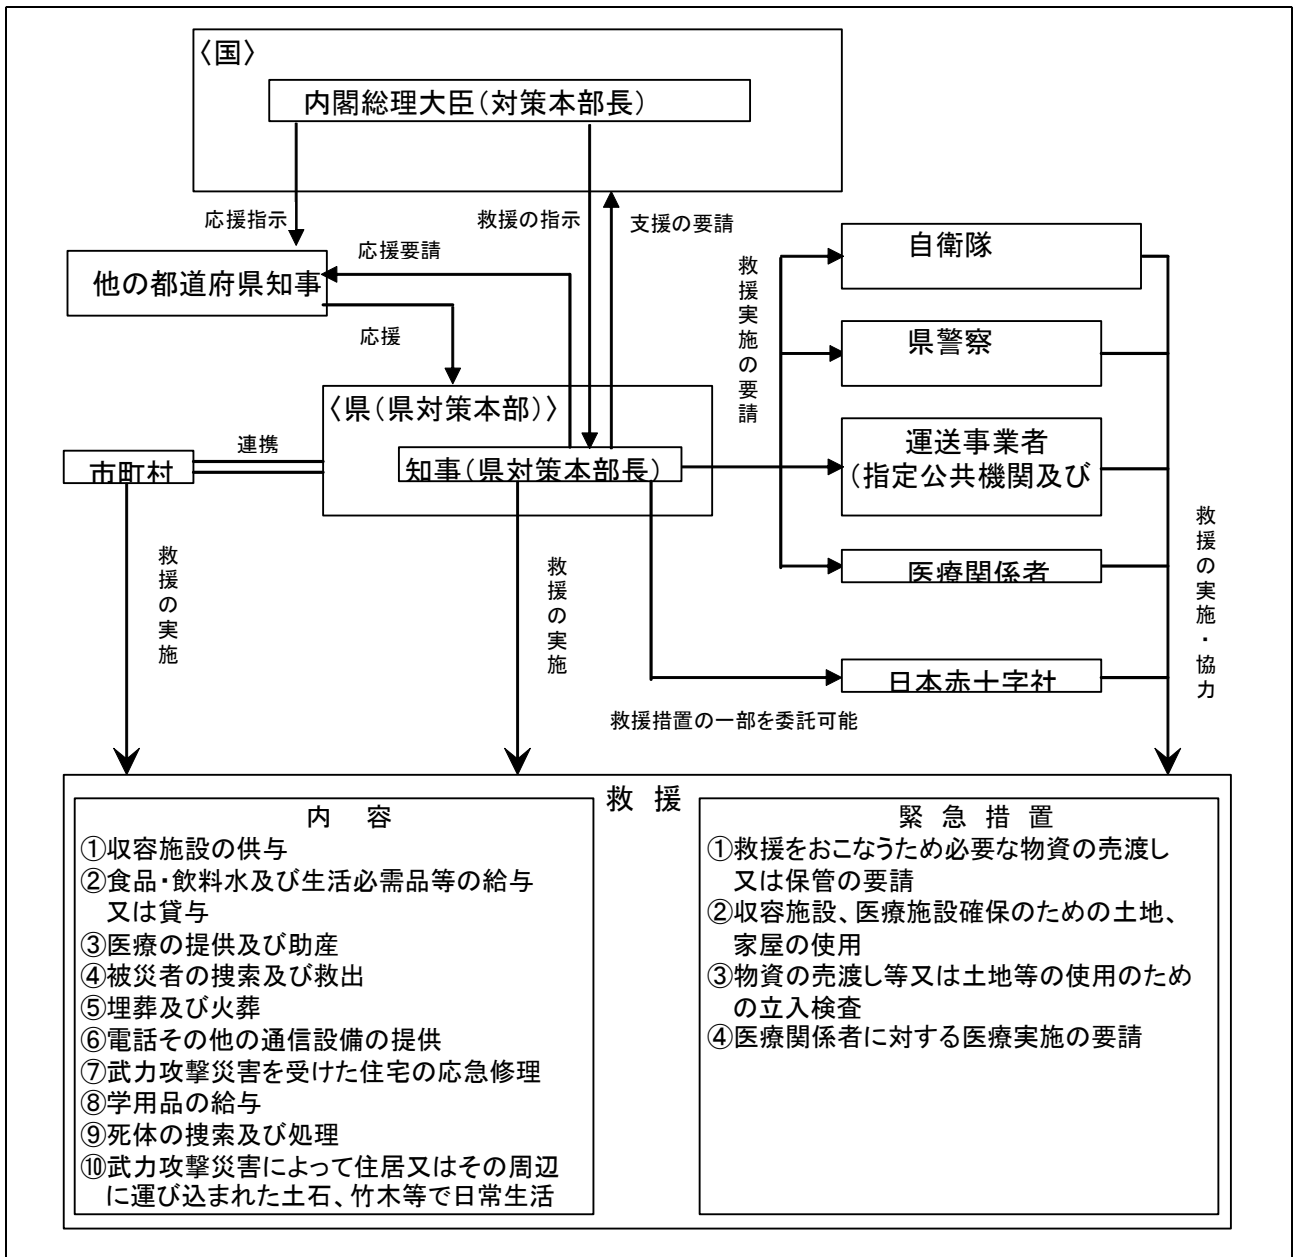 〈国〉
内閣総理大臣（対策本部長）
応援指示
救援の指示
支援の要請
他の都道府県知事
応援要請
応援
救援実施の要請
自衛隊
県警察
運送事業者
（指定公共機関及び
医療関係者
日本赤十字社
〈県（県対策本部）〉
知事（県対策本部長）
連携
市町村
救援の実施
救援の実施
救援措置の一部を委託可能
救援の実施・協力
救 援
内 容
①収容施設の供与
②食品・飲料水及び生活必需品等の給与
又は貸与
③医療の提供及び助産
④被災者の捜索及び救出
⑤埋葬及び火葬
⑥電話その他の通信設備の提供
⑦武力攻撃災害を受けた住宅の応急修理
⑧学用品の給与
⑨死体の捜索及び処理
⑩武力攻撃災害によって住居又はその周辺
に運び込まれた土石、竹木等で日常生活
緊 急 措 置
①救援をおこなうため必要な物資の売渡し
又は保管の要請
②収容施設、医療施設確保のための土地、
家屋の使用
③物資の売渡し等又は土地等の使用のため
の立入検査
④医療関係者に対する医療実施の要請